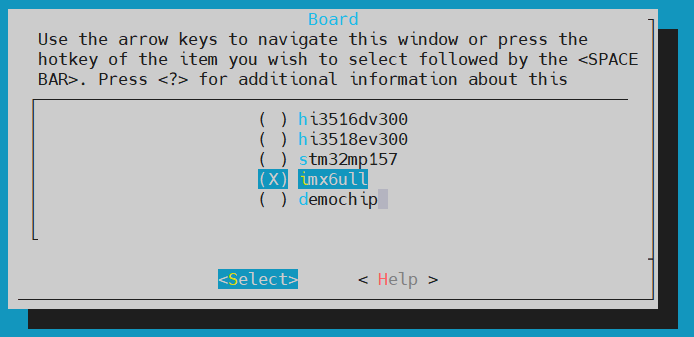 Board
Use the arrow keys to navigate this window or press the
hotkey of the item you wish to select followed by the <SPACE
BAR>. Press <?> for additional information about this
( ) hi3516dv300
( ) hi3518ev300
( ) stm32mp157
(X) imx6ull
( ) demochip
<Select> < Help >